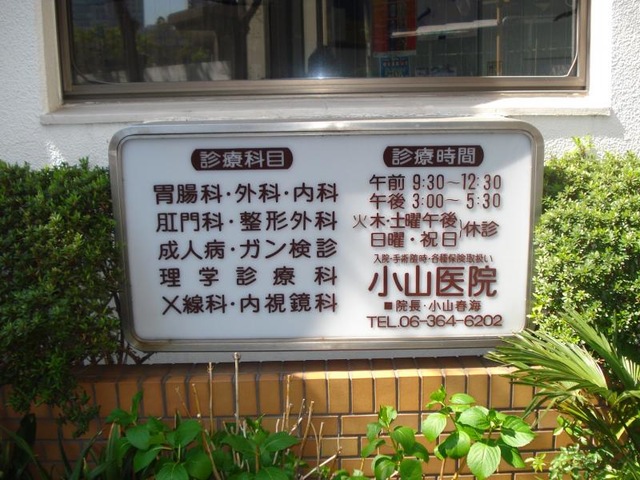 診療科目
胃腸科・外科・内科
肛門科・整形外科
成人病・ガン検診
理学診療科
X線科・内視鏡科
診療時間
午前 9:30〜12:30
午後 3:00〜5:30
火木・土曜午後
日曜・祝日 休診
入院・手術随時・各種保険取扱い
小山医院
■院長・小山春海
TEL.06-364-6202